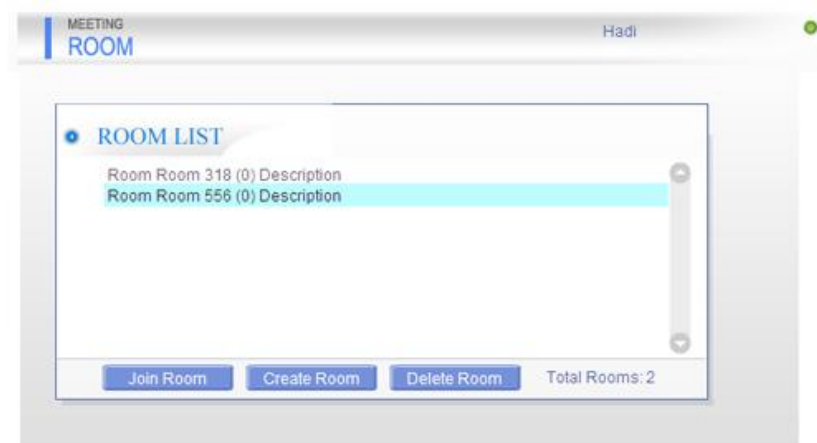 MEETING
ROOM
Hadi
ROOM LIST
Room Room 318 (0) Description
Room Room 556 (0) Description
Join Room Create Room Delete Room Total Rooms: 2